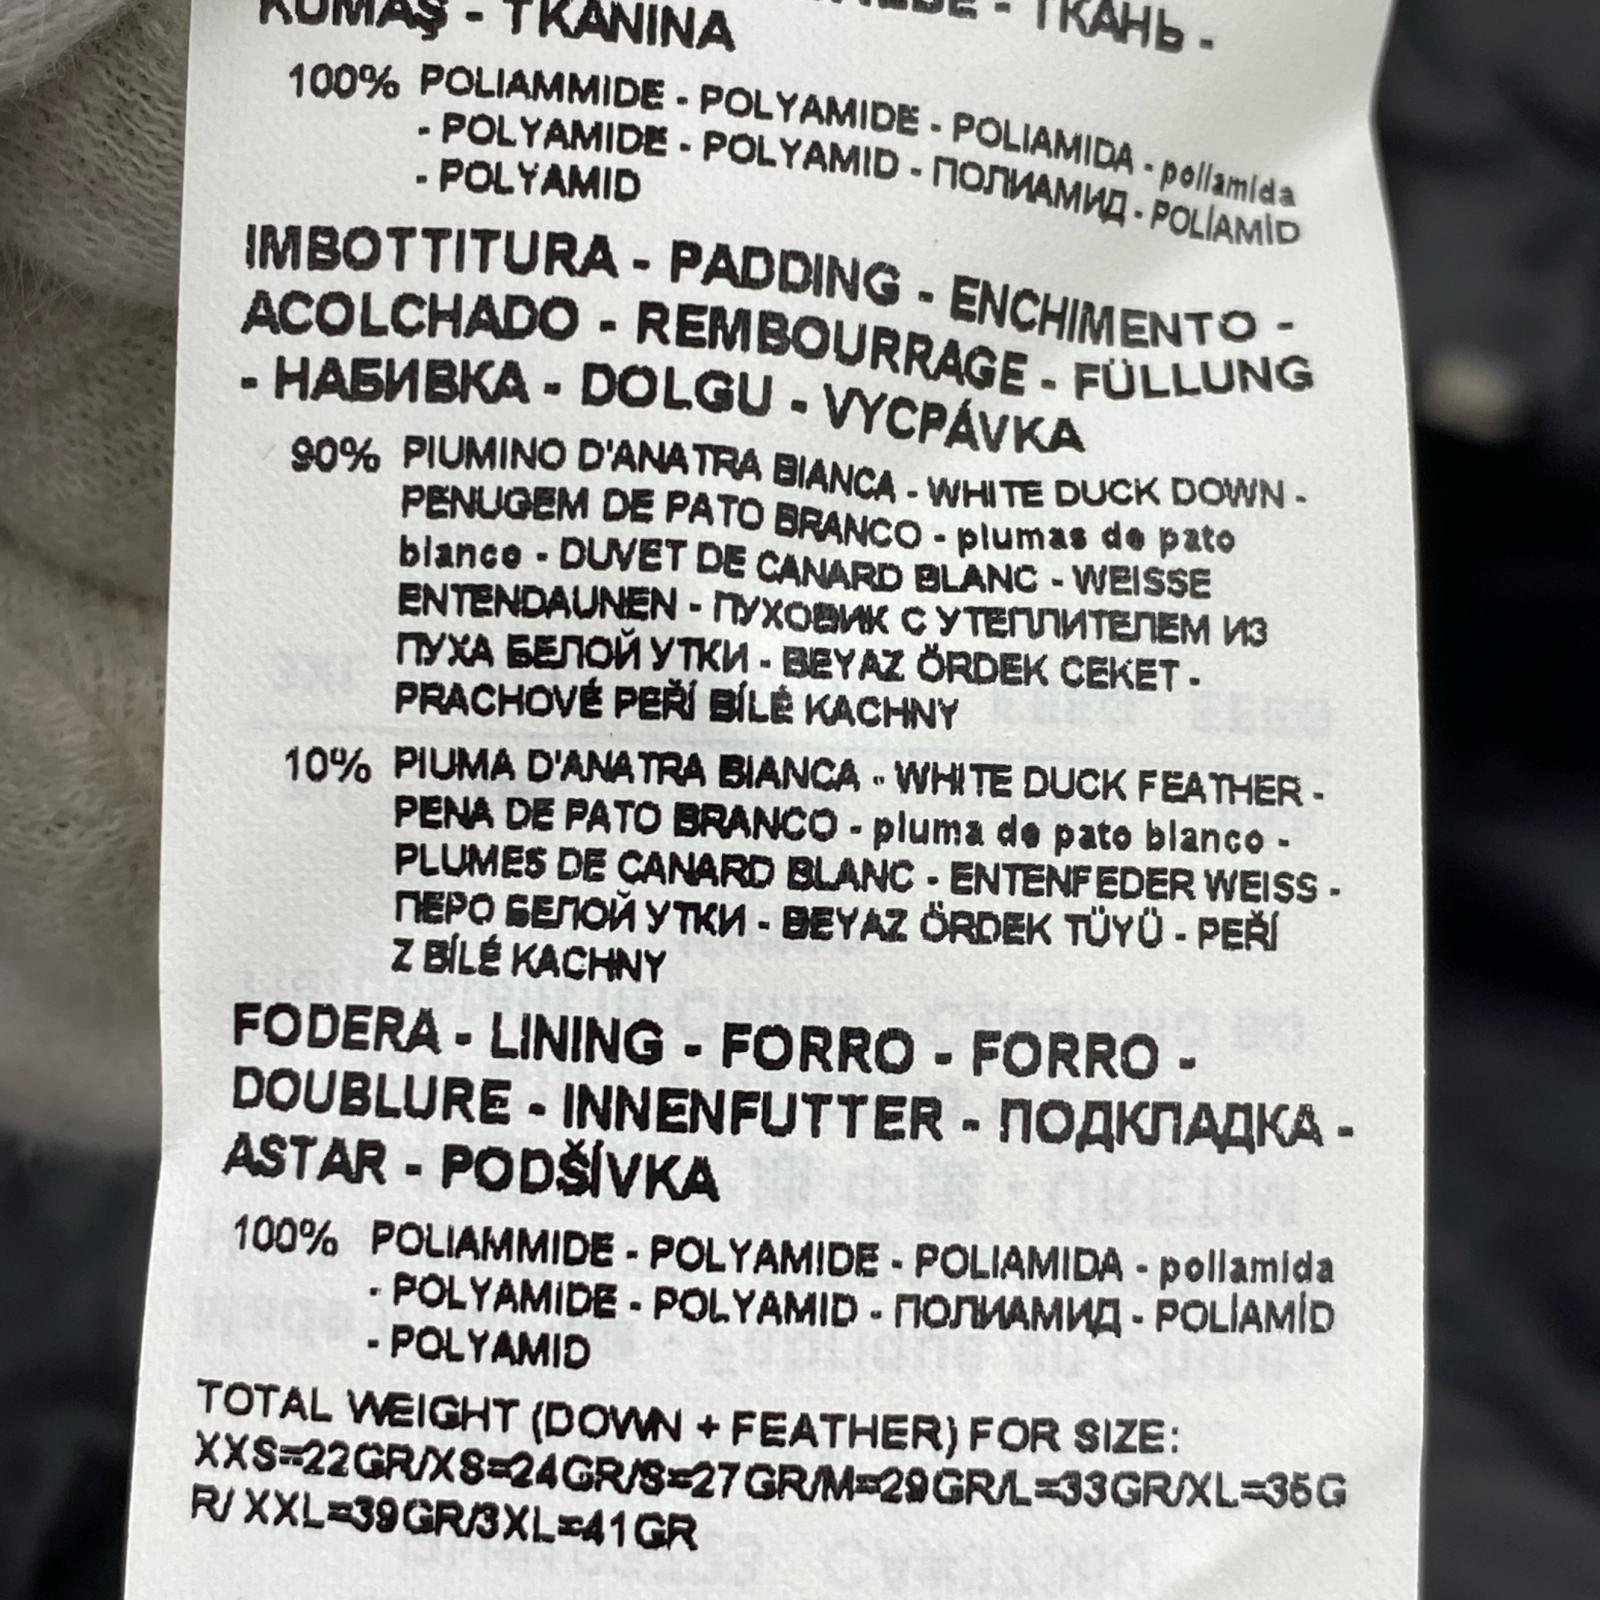 - ТКАНЬ -
KUMAŞ - TKANINA
100% POLIAMMIDE - POLYAMIDE - POLIAMIDA - poliamida
- POLYAMIDE - POLYAMID - ПОЛИАМИД - POLİAMİD
- POLYAMID
IMBOTTITURA - PADDING - ENCHIMENTO -
ACOLCHADO - REMBOURRAGE - FÜLLUNG
- НАБИВКА - DOLGU - VYCPÁVKA
90% PIUMINO D'ANATRA BIANCA - WHITE DUCK DOWN -
PENUGEM DE PATO BRANCO - plumas de pato
blanco - DUVET DE CANARD BLANC - WEISSE
ENTENDAUNEN - ПУХОВИК С УТЕПЛИТЕЛЕМ ИЗ
ПУХА БЕЛОЙ УТКИ - BEYAZ ÖRDEK CEKET -
PRACHOVÉ PEŘÍ BÍLÉ KACHNY
10% PIUMA D'ANATRA BIANCA - WHITE DUCK FEATHER -
PENA DE PATO BRANCO - pluma de pato blanco -
PLUMES DE CANARD BLANC - ENTENFEDER WEISS -
ПЕРО БЕЛОЙ УТКИ - BEYAZ ÖRDEK TÜYÜ - PEŘÍ
Z BÍLÉ KACHNY
FODERA - LINING - FORRO - FORRO -
DOUBLURE - INNENFUTTER - ПОДКЛАДКА -
ASTAR - PODŠÍVKA
100% POLIAMMIDE - POLYAMIDE - POLIAMIDA - poliamida
- POLYAMIDE - POLYAMID - ПОЛИАМИД - POLİAMİD
- POLYAMID
TOTAL WEIGHT (DOWN + FEATHER) FOR SIZE:
XXS=22GR/XS=24GR/S=27GR/M=29GR/L=33GR/XL=35G
R/ XXL=39GR/3XL=41GR